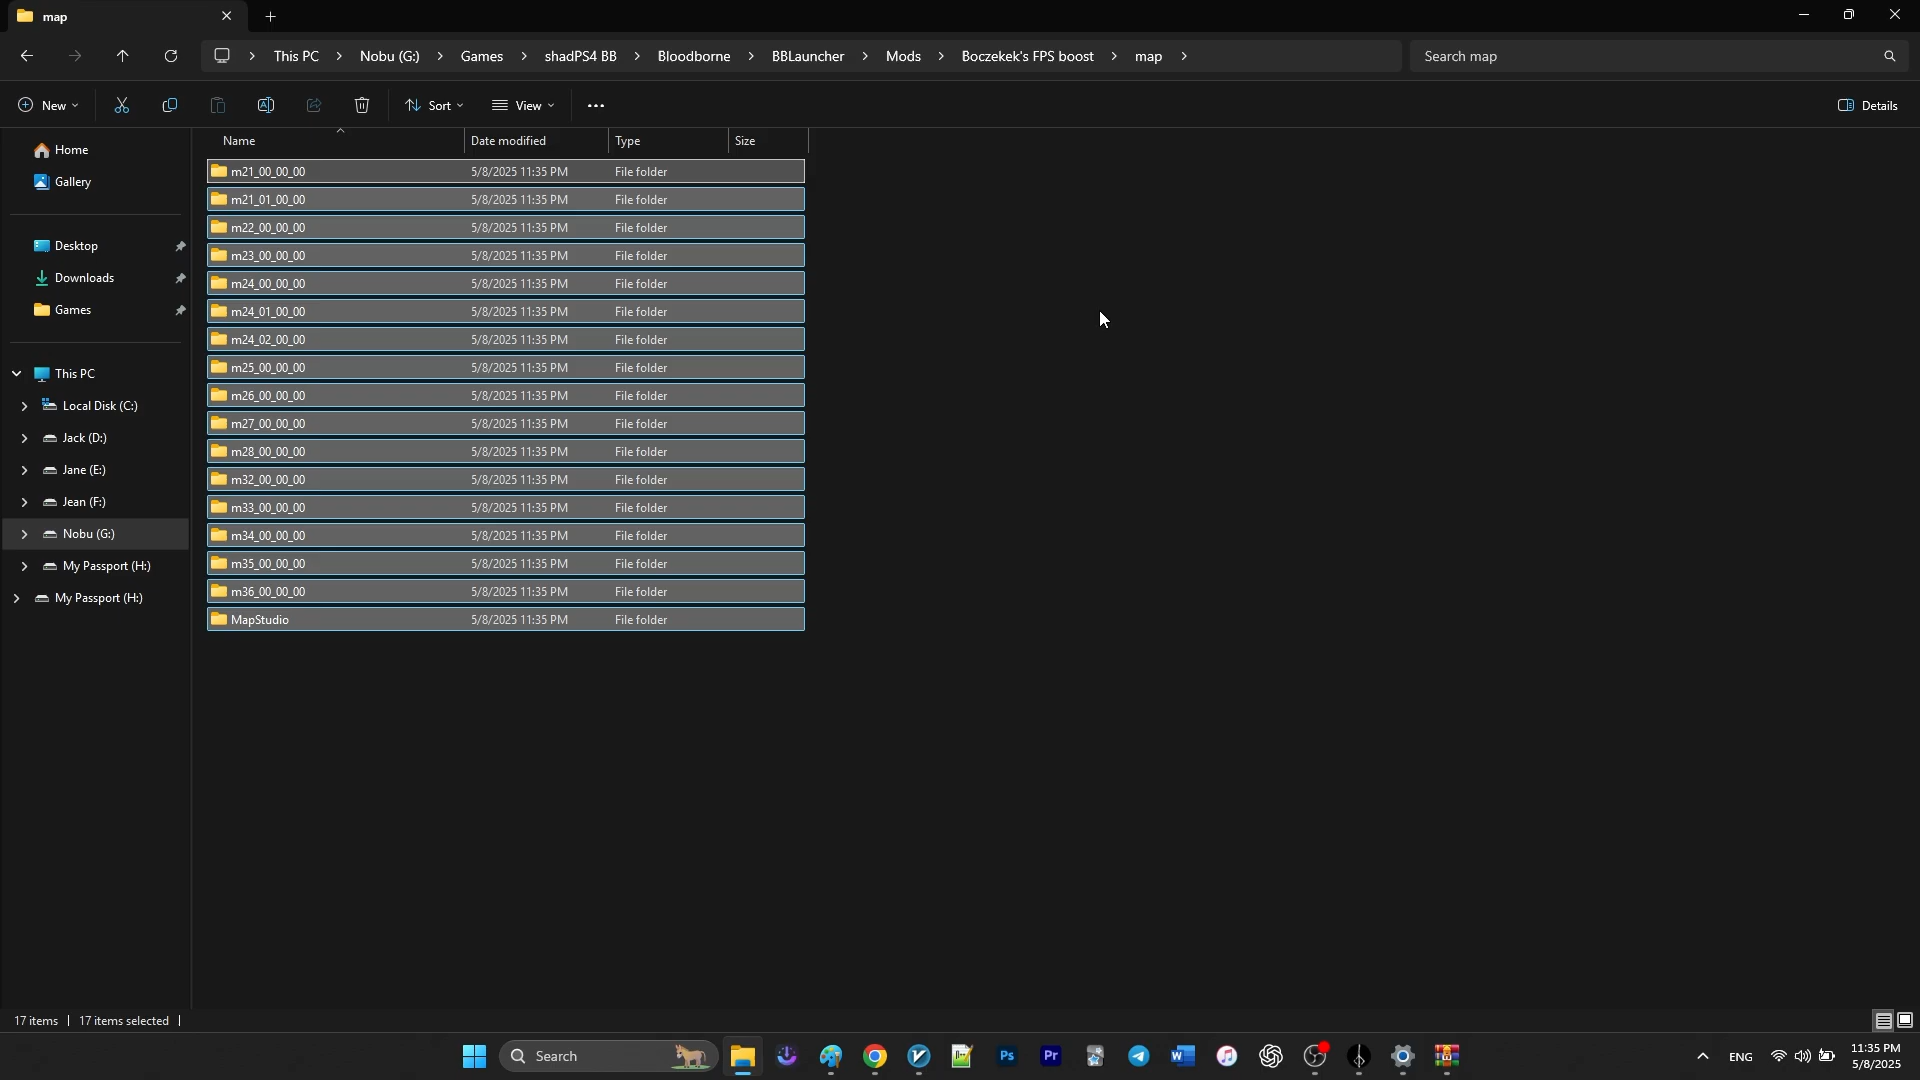 map
This PC > Nobu (G:) > Games > shadPS4 BB > Bloodborne > BBLauncher > Mods > Boczekek's FPS boost > map >
Search map
New
Sort
View
Details
Name
Date modified
Type
Size
Home
Gallery
Desktop
Downloads
Games
This PC
Local Disk (C:)
Jack (D:)
Jane (E:)
Jean (F:)
Nobu (G:)
My Passport (H:)
My Passport (H:)
m21_00_00_00 5/8/2025 11:35 PM File folder
m21_01_00_00 5/8/2025 11:35 PM File folder
m22_00_00_00 5/8/2025 11:35 PM File folder
m23_00_00_00 5/8/2025 11:35 PM File folder
m24_00_00_00 5/8/2025 11:35 PM File folder
m24_01_00_00 5/8/2025 11:35 PM File folder
m24_02_00_00 5/8/2025 11:35 PM File folder
m25_00_00_00 5/8/2025 11:35 PM File folder
m26_00_00_00 5/8/2025 11:35 PM File folder
m27_00_00_00 5/8/2025 11:35 PM File folder
m28_00_00_00 5/8/2025 11:35 PM File folder
m32_00_00_00 5/8/2025 11:35 PM File folder
m33_00_00_00 5/8/2025 11:35 PM File folder
m34_00_00_00 5/8/2025 11:35 PM File folder
m35_00_00_00 5/8/2025 11:35 PM File folder
m36_00_00_00 5/8/2025 11:35 PM File folder
MapStudio 5/8/2025 11:35 PM File folder
17 items | 17 items selected |
Search
Ps
Pr
ENG
11:35 PM
5/8/2025